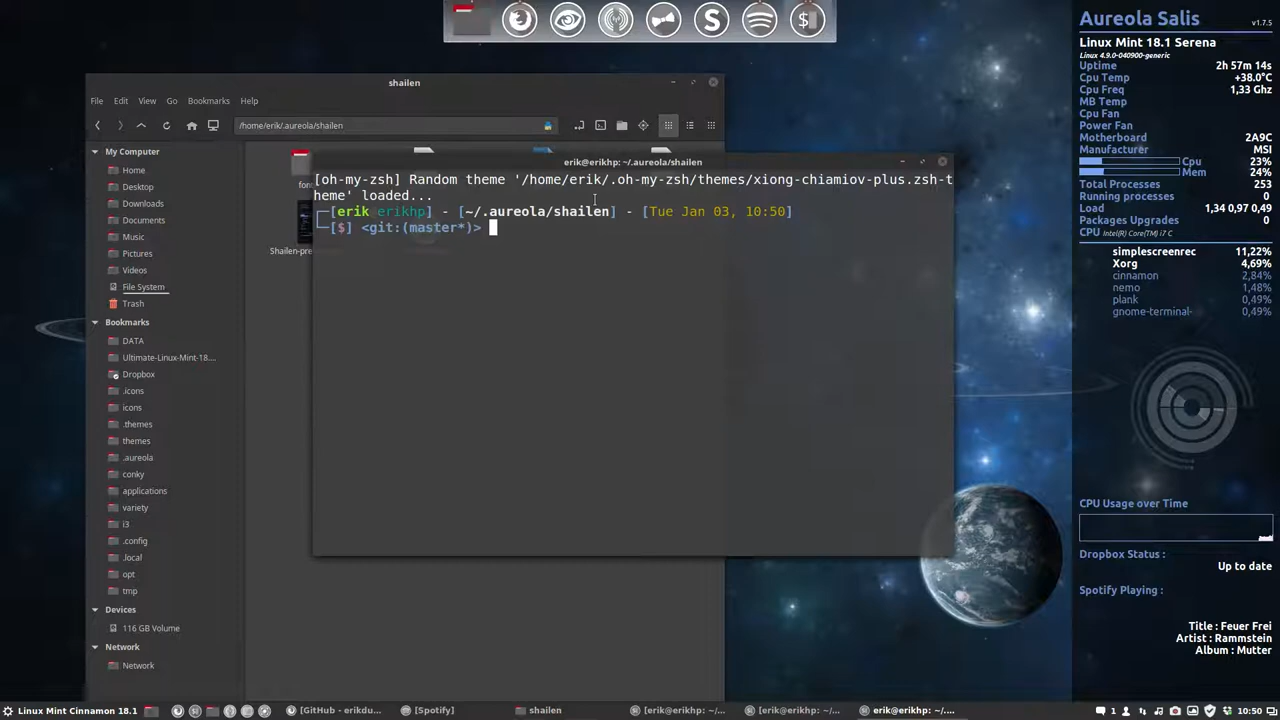 shailen
File Edit View Go Bookmarks Help
/home/erik/.aureola/shailen
My Computer
Home
Desktop
Downloads
Documents
Music
Pictures
Videos
File System
Trash
Bookmarks
DATA
Ultimate-Linux-Mint-18....
Dropbox
.icons
icons
.themes
themes
.aureola
conky
applications
variety
i3
.config
.local
opt
tmp
Devices
116 GB Volume
Network
Network
Shailen-pre
erik@erikhp: ~/.aureola/shailen
[oh-my-zsh] Random theme '/home/erik/.oh-my-zsh/themes/xiong-chiamiov-plus.zsh-t
heme' loaded...
[erik erikhp] - [~/.aureola/shailen] - [Tue Jan 03, 10:50]
[$] <git:(master*)>
Aureola Salis v1.7.5
Linux Mint 18.1 Serena
Linux 4.9.0-040900-generic
Uptime 2h 57m 14s
Cpu Temp +38.0°C
Cpu Freq 1,33 Ghz
MB Temp
Cpu Fan
Power Fan
Motherboard 2A9C
Manufacturer MSI
Cpu 23%
Mem 24%
Total Processes 253
Running processes 0
Load 1,34 0,97 0,49
Packages Upgrades 0
CPU Intel(R) Core(TM) i7 C
simplescreenrec 11,22%
Xorg 4,69%
cinnamon 2,84%
nemo 1,48%
plank 0,49%
gnome-terminal- 0,49%
CPU Usage over Time
Dropbox Status :
Up to date
Spotify Playing :
Title : Feuer Frei
Artist : Rammstein
Album : Mutter
Linux Mint Cinnamon 18.1 [GitHub - erikdu... [Spotify] shailen [erik@erikhp: ~/... [erik@erikhp: ~/... erik@erikhp: ~/.... 1 10:50